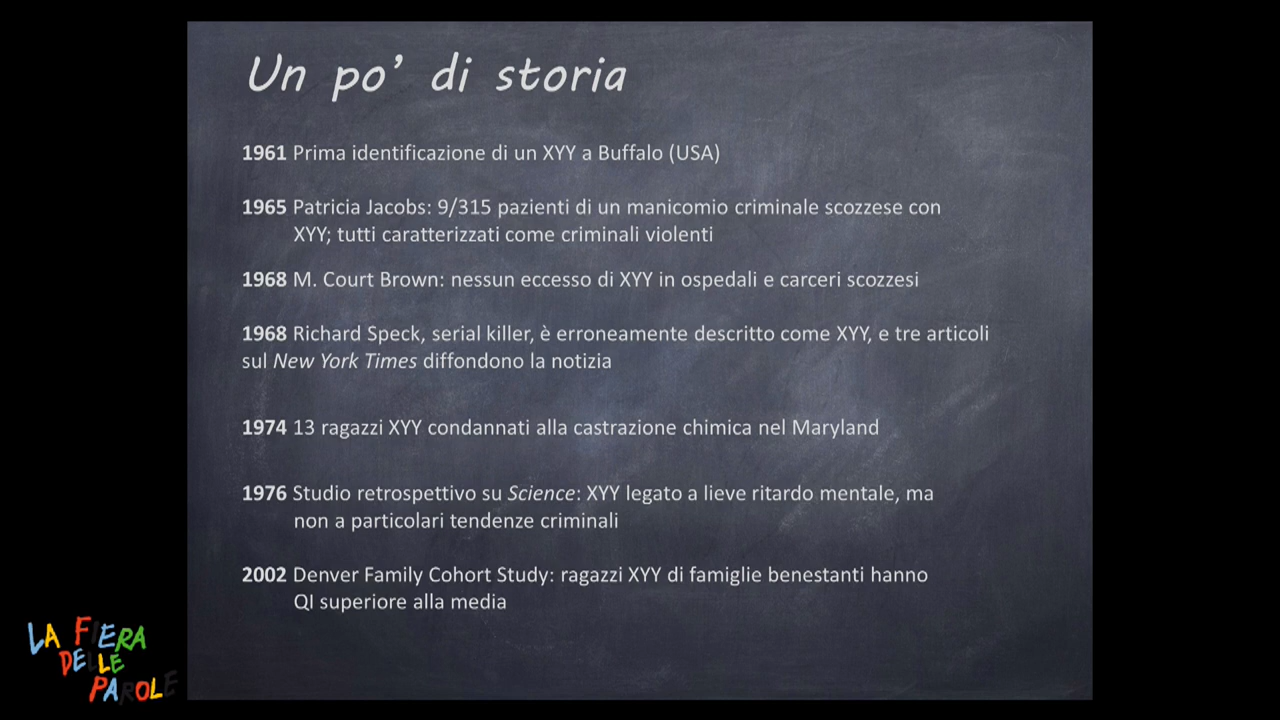 Un po’ di storia
1961 Prima identificazione di un XYY a Buffalo (USA)
1965 Patricia Jacobs: 9/315 pazienti di un manicomio criminale scozzese con
XYY; tutti caratterizzati come criminali violenti
1968 M. Court Brown: nessun eccesso di XYY in ospedali e carceri scozzesi
1968 Richard Speck, serial killer, è erroneamente descritto come XYY, e tre articoli
sul New York Times diffondono la notizia
1974 13 ragazzi XYY condannati alla castrazione chimica nel Maryland
1976 Studio retrospettivo su Science: XYY legato a lieve ritardo mentale, ma
non a particolari tendenze criminali
2002 Denver Family Cohort Study: ragazzi XYY di famiglie benestanti hanno
QI superiore alla media
LA FIERA
DELLE
PAROLE